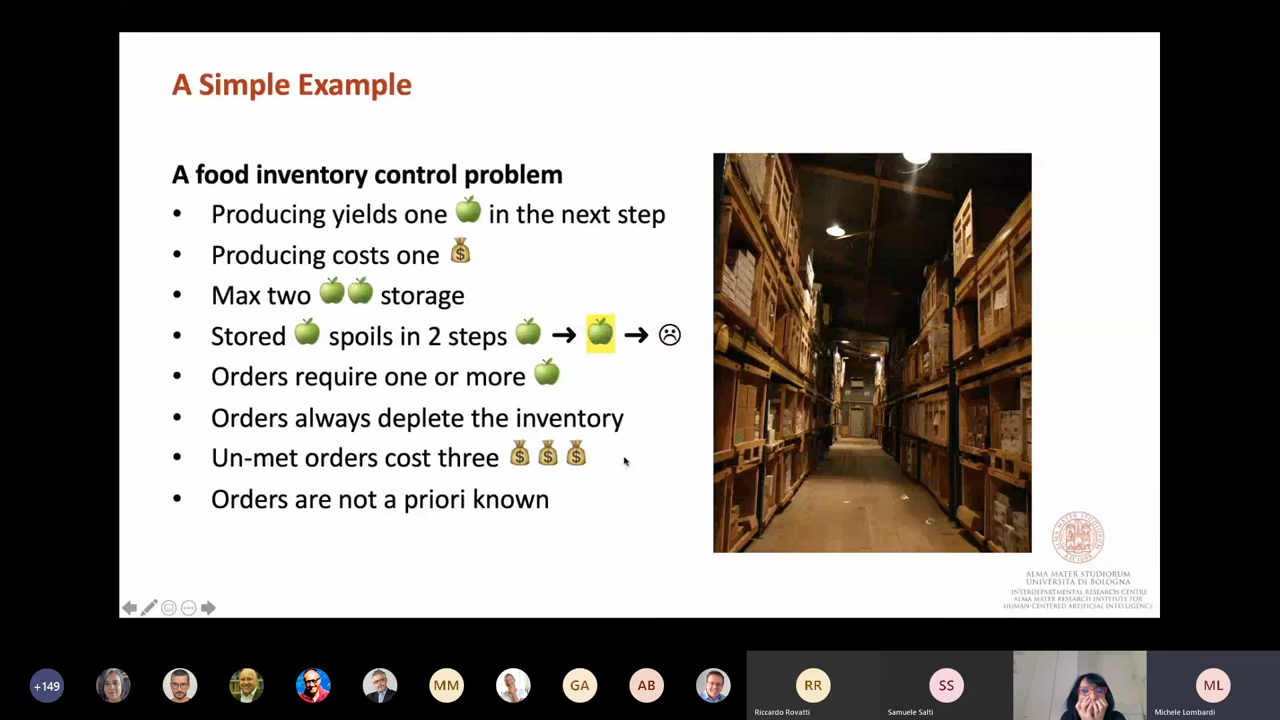 A Simple Example
A food inventory control problem
• Producing yields one 🍏 in the next step
• Producing costs one 💰
• Max two 🍏🍏 storage
• Stored 🍏 spoils in 2 steps 🍏 → 🍏 → ☹
• Orders require one or more 🍏
• Orders always deplete the inventory
• Un-met orders cost three 💰💰💰
• Orders are not a priori known
ALMA MATER STUDIORUM
UNIVERSITÀ DI BOLOGNA
INTERDEPARTMENTAL RESEARCH CENTRE
ALMA MATER RESEARCH INSTITUTE FOR
HUMAN-CENTERED ARTIFICIAL INTELLIGENCE
+149
MM
GA
AB
RR
SS
ML
Riccardo Rovatti
Samuele Salti
Michele Lombardi